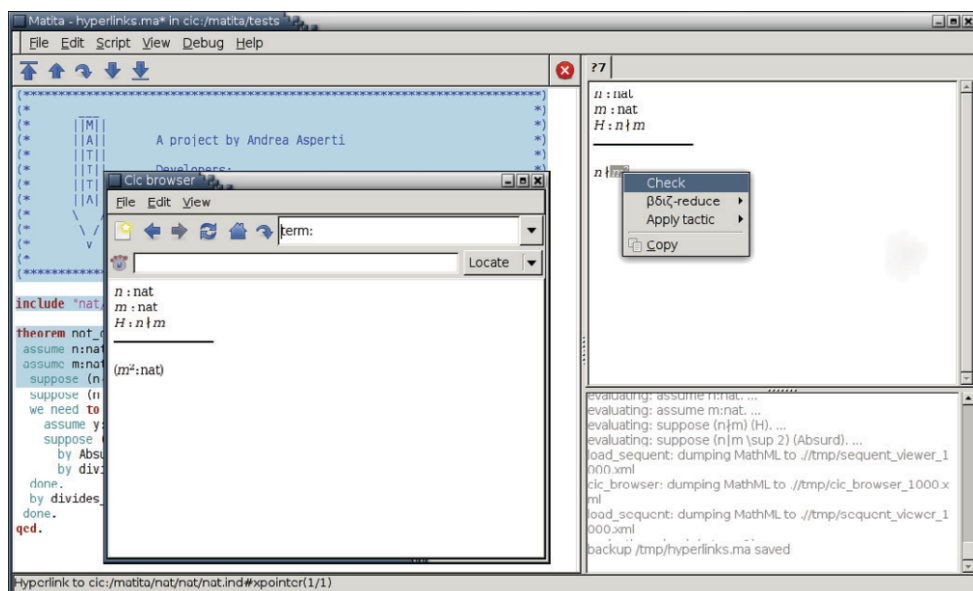 Matita - hyperlinks.ma* in cic:/matita/tests
File Edit Script View Debug Help
(****************************************************************************)
(* ___ *)
(* ||M|| *)
(* ||A|| A project by Andrea Asperti *)
(* ||T|| *)
(* ||I|| Developers:
(* ||T||
(* ||A|
(* \ /
(* \ /
(* v
(*
(**********
include "nat/
theorem not_
assume n:nat
assume m:nat
suppose (n
suppose (n
we need to
assume y:
suppose (
by Absu
by divi
done.
by divides_
done.
qed.
Cic browser
File Edit View
term:
Locate
n : nat
m : nat
H : n∤m
(m²:nat)
?7
n : nat
m : nat
H : n∤m
n∤m²
Check
βδιζ-reduce
Apply tactic
Copy
evaluating: assume n:nat. ...
evaluating: assume m:nat. ...
evaluating: suppose (n∤m) (H). ...
evaluating: suppose (n|m \sup 2) (Absurd). ...
load_sequent: dumping MathML to .//tmp/sequent_viewer_1
000.xml
cic_browser: dumping MathML to .//tmp/cic_browser_1000.x
ml
load_sequent: dumping MathML to .//tmp/sequent_viewer_1
000.xml
backup /tmp/hyperlinks.ma saved
Hyperlink to cic:/matita/nat/nat/nat.ind#xpointer(1/1)